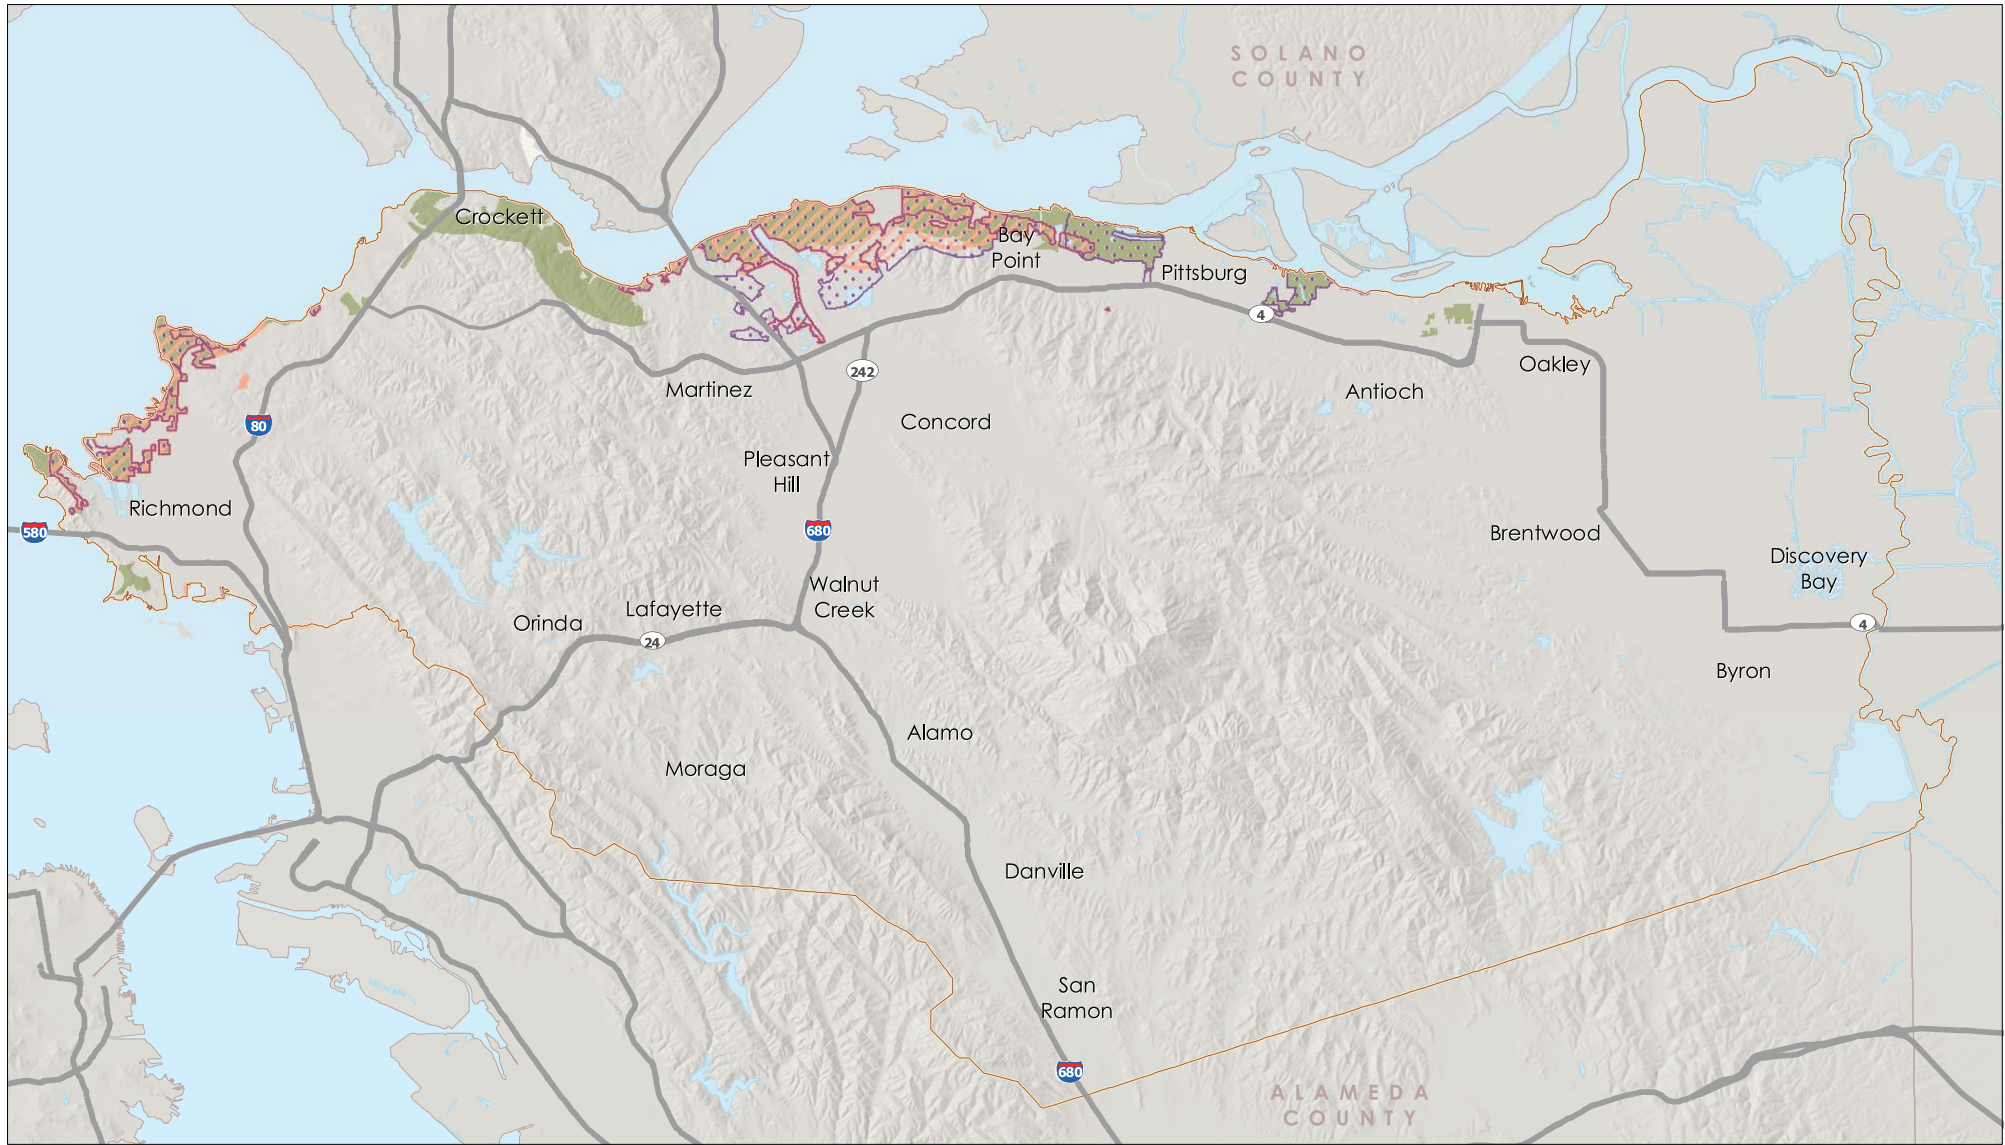 SOLANO
COUNTY
Crockett
Bay
Point
Pittsburg
4
Oakley
242
Martinez
Antioch
80
Concord
Pleasant
Hill
Richmond
580
680
Brentwood
Discovery
Bay
Walnut
Creek
Lafayette
Orinda
24
4
Byron
Alamo
Moraga
Danville
San
Ramon
680
ALAMEDA
COUNTY